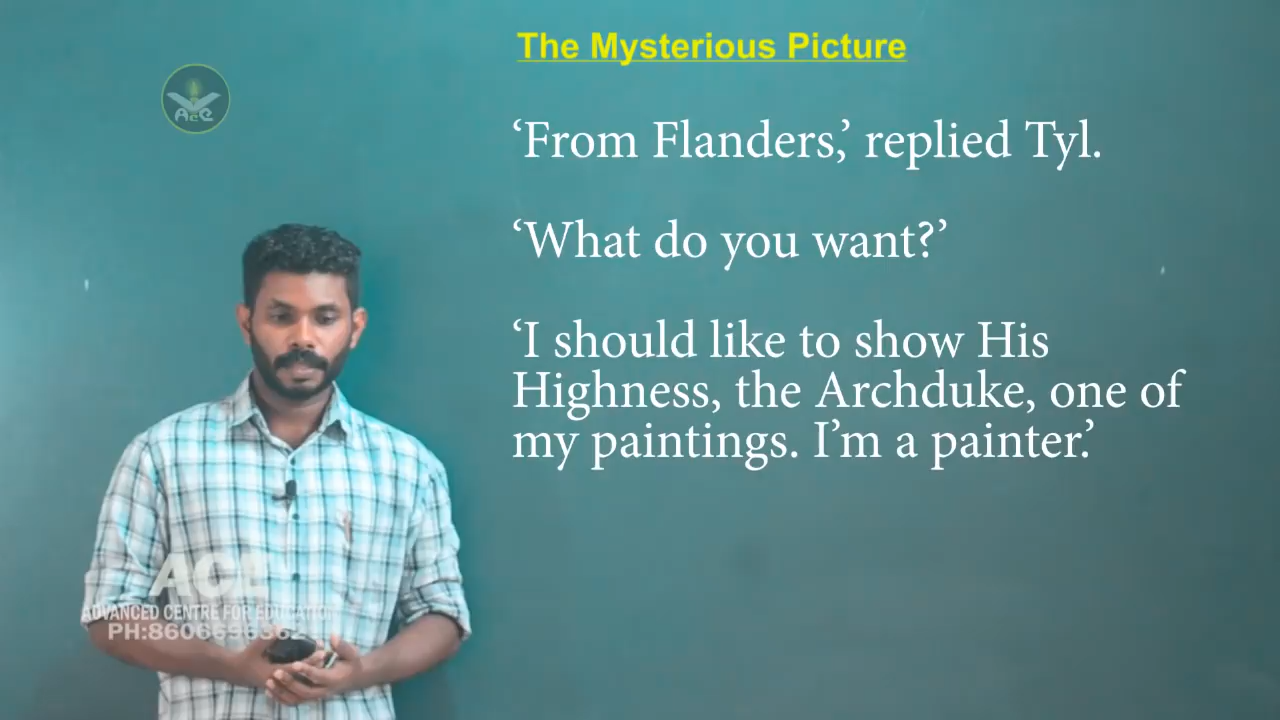 The Mysterious Picture
AcE
‘From Flanders,’ replied Tyl.
‘What do you want?’
‘I should like to show His
Highness, the Archduke, one of
my paintings. I’m a painter.’
ADVANCED CENTRE FOR EDUCATION